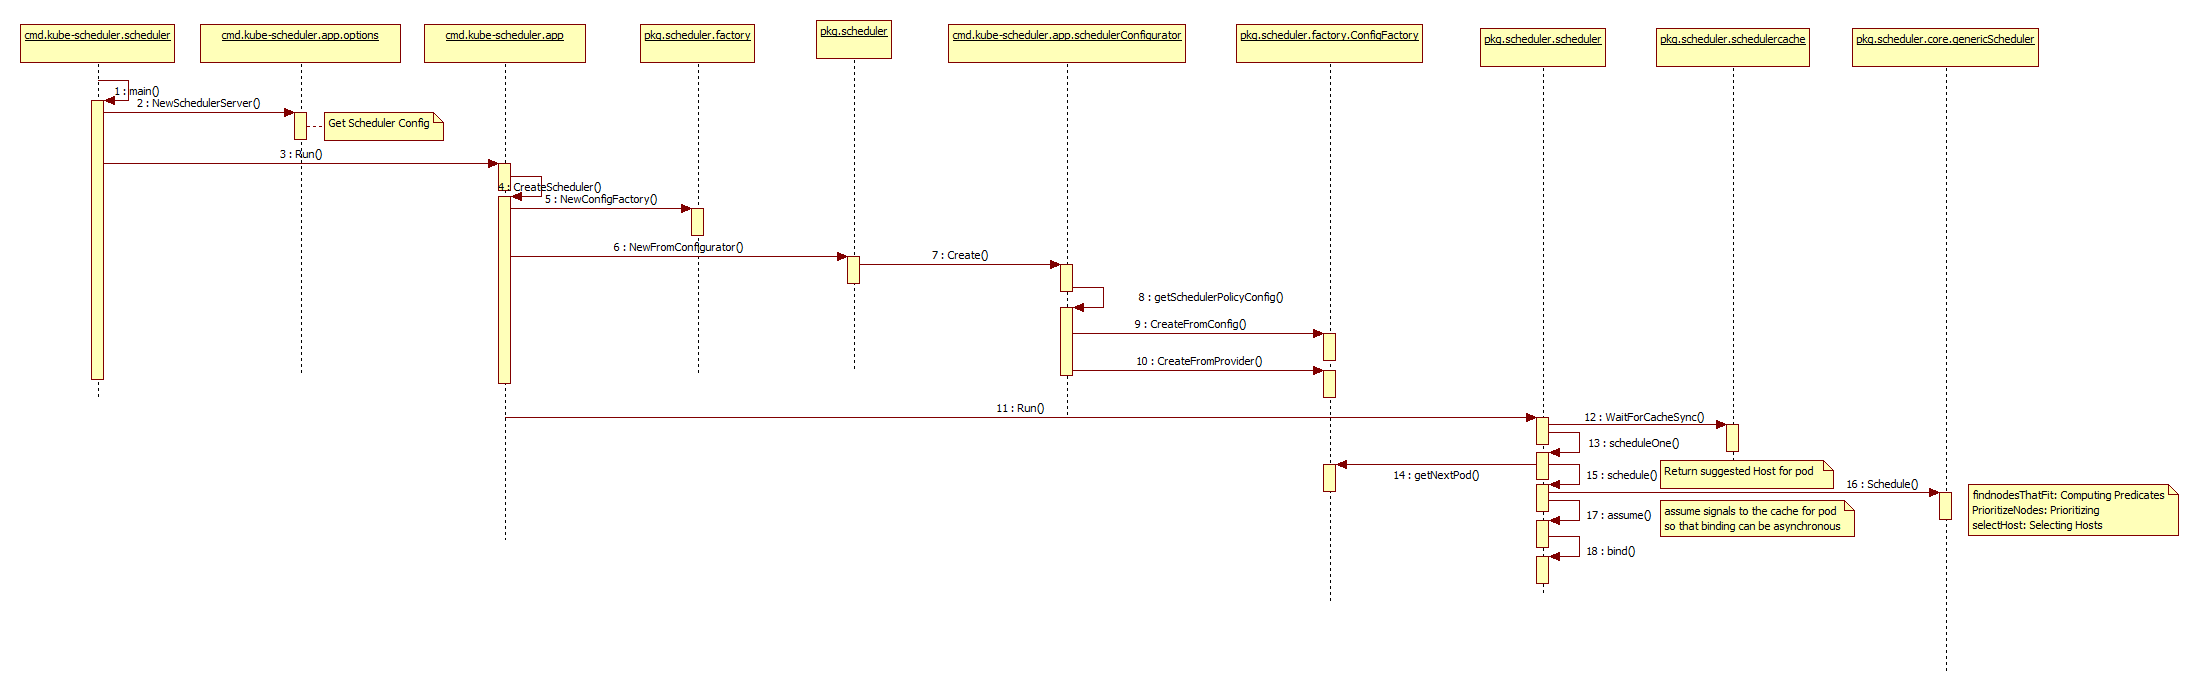 cmd.kube-scheduler.scheduler
cmd.kube-scheduler.app.options
cmd.kube-scheduler.app
pkg.scheduler.factory
pkg.scheduler
cmd.kube-scheduler.app.schedulerConfigurator
pkg.scheduler.factory.ConfigFactory
pkg.scheduler.scheduler
pkg.scheduler.schedulercache
pkg.scheduler.core.genericScheduler
1 : main()
2 : NewSchedulerServer()
Get Scheduler Config
3 : Run()
4 : CreateScheduler()
5 : NewConfigFactory()
6 : NewFromConfigurator()
7 : Create()
8 : getSchedulerPolicyConfig()
9 : CreateFromConfig()
10 : CreateFromProvider()
11 : Run()
12 : WaitForCacheSync()
13 : scheduleOne()
14 : getNextPod()
15 : schedule()
Return suggested Host for pod
16 : Schedule()
findnodesThatFit: Computing Predicates
PrioritizeNodes: Prioritizing
selectHost: Selecting Hosts
17 : assume()
assume signals to the cache for pod
so that binding can be asynchronous
18 : bind()